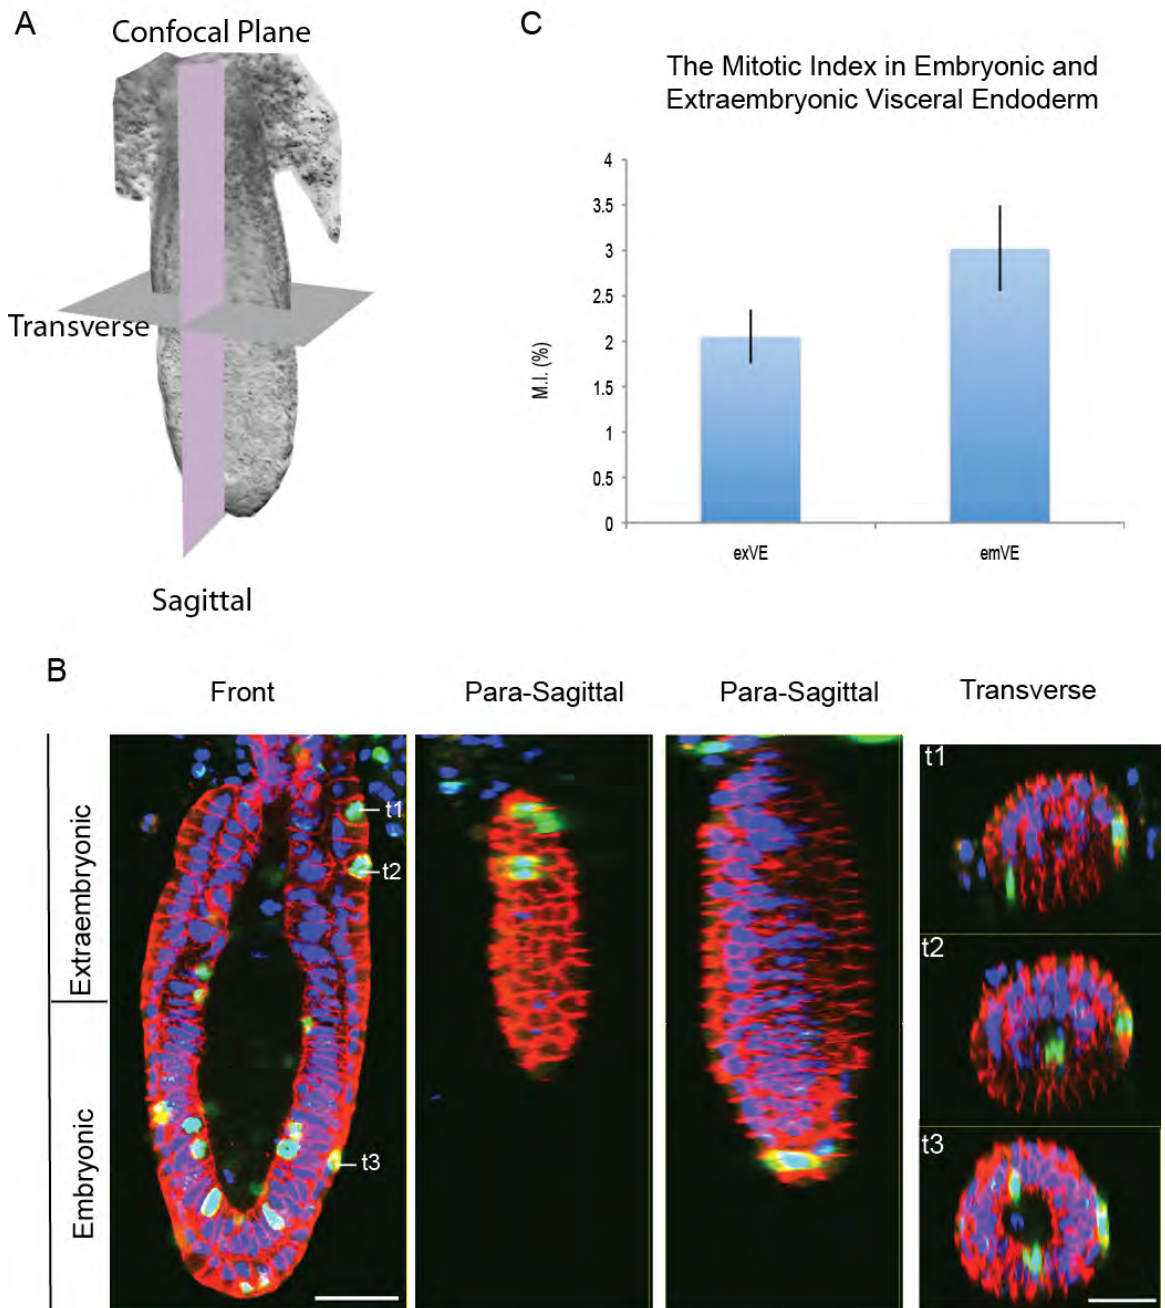 A
Confocal Plane
Transverse
Sagittal
C
The Mitotic Index in Embryonic and
Extraembryonic Visceral Endoderm
4
3.5
3
2.5
2
1.5
1
0.5
0
M.I. (%)
exVE
emVE
B
Front
Para-Sagittal
Para-Sagittal
Transverse
Extraembryonic
Embryonic
t1
t2
t3
t1
t2
t3